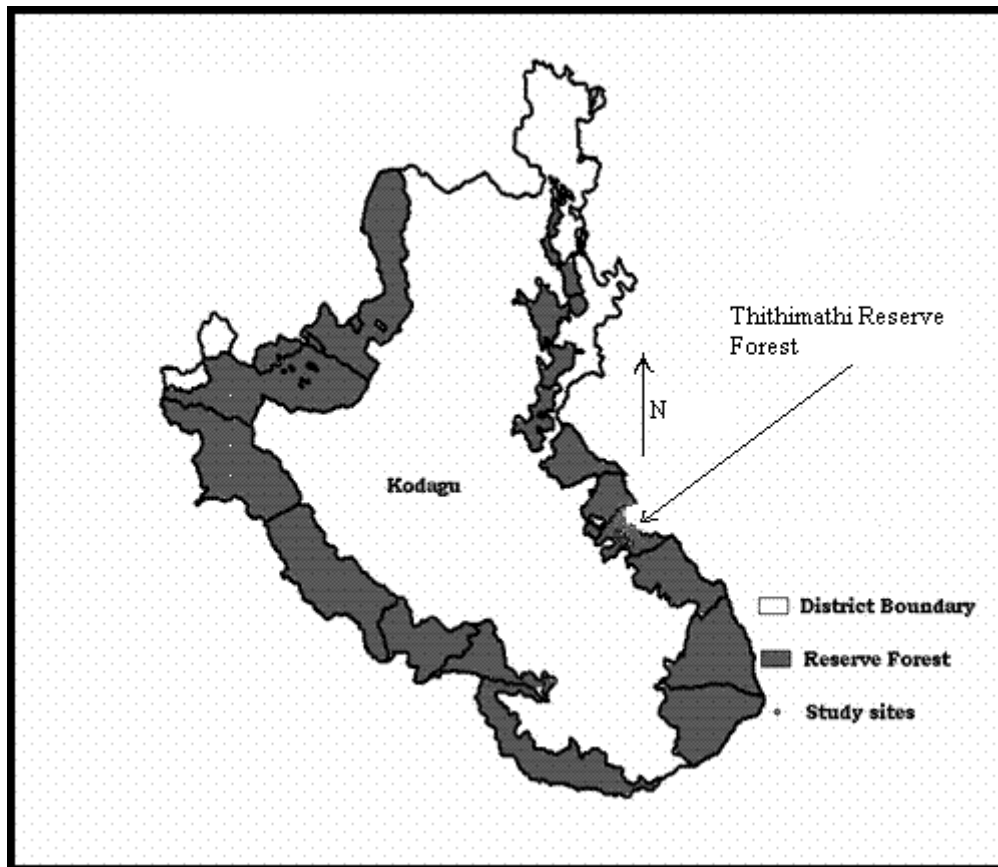 Thithimathi Reserve
Forest
N
Kodagu
District Boundary
Reserve Forest
Study sites